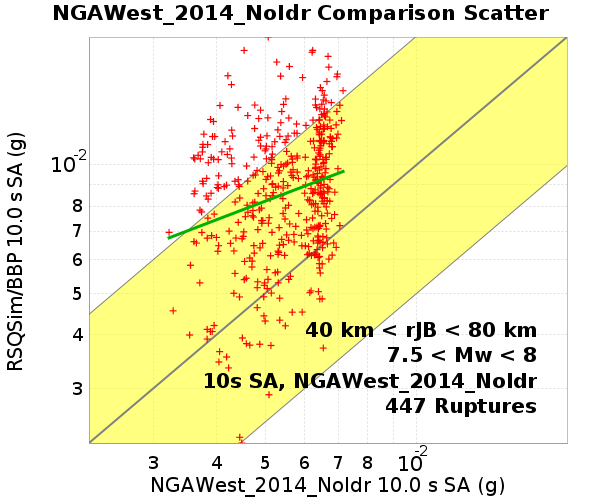 NGAWest_2014_NoIdr Comparison Scatter
RSQSim/BBP 10.0 s SA (g)
10-2
8
7
6
5
4
3
40 km < rJB < 80 km
7.5 < Mw < 8
10s SA, NGAWest_2014_NoIdr
447 Ruptures
3 4 5 6 7 8 10-2
NGAWest_2014_NoIdr 10.0 s SA (g)